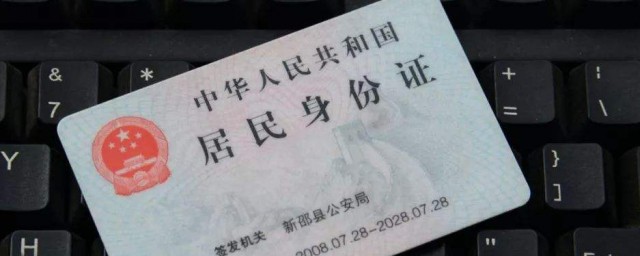 &
7
*
+
=
|
\
中华人民共和国
居民身份证
Y
}
]
签发机关 新邵县公安局
2008.07.28-2028.07.28
H
"